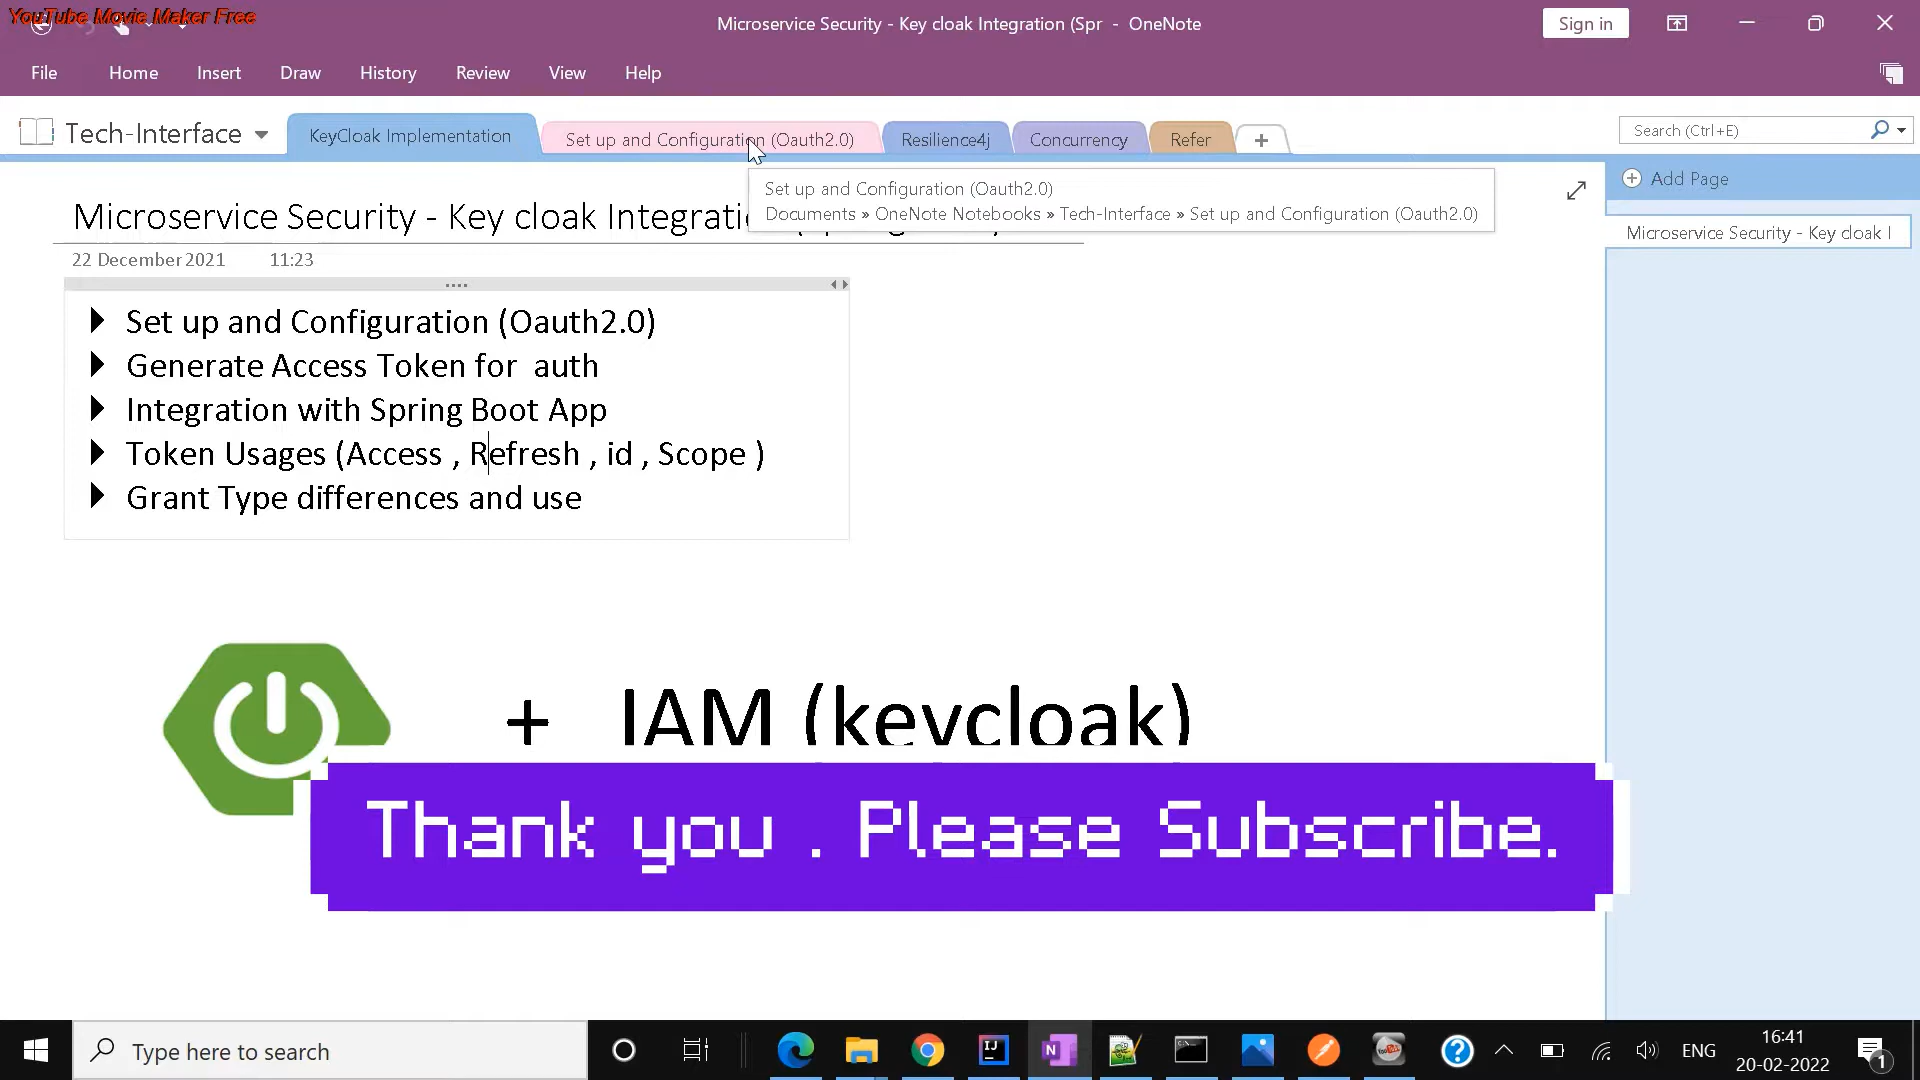 YouTube Movie Maker Free
Microservice Security - Key cloak Integration (Spr - OneNote
Sign in
File Home Insert Draw History Review View Help
Tech-Interface
KeyCloak Implementation
Set up and Configuration (Oauth2.0)
Resilience4j
Concurrency
Refer
Search (Ctrl+E)
Set up and Configuration (Oauth2.0)
Documents » OneNote Notebooks » Tech-Interface » Set up and Configuration (Oauth2.0)
Add Page
Microservice Security - Key cloak I
Microservice Security - Key cloak Integrati
22 December 2021 11:23
Set up and Configuration (Oauth2.0)
Generate Access Token for auth
Integration with Spring Boot App
Token Usages (Access , Refresh , id , Scope )
Grant Type differences and use
+ IAM (keycloak)
Thank you . Please Subscribe.
Type here to search
ENG
16:41
20-02-2022
1